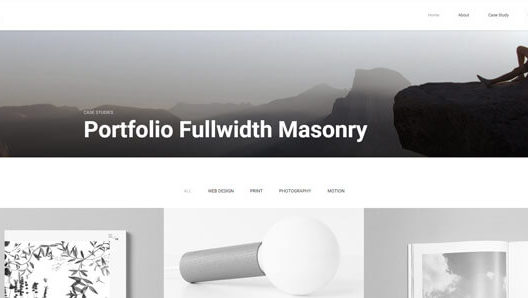 Home About Case Study
CASE STUDIES
Portfolio Fullwidth Masonry
ALL WEB DESIGN PRINT PHOTOGRAPHY MOTION